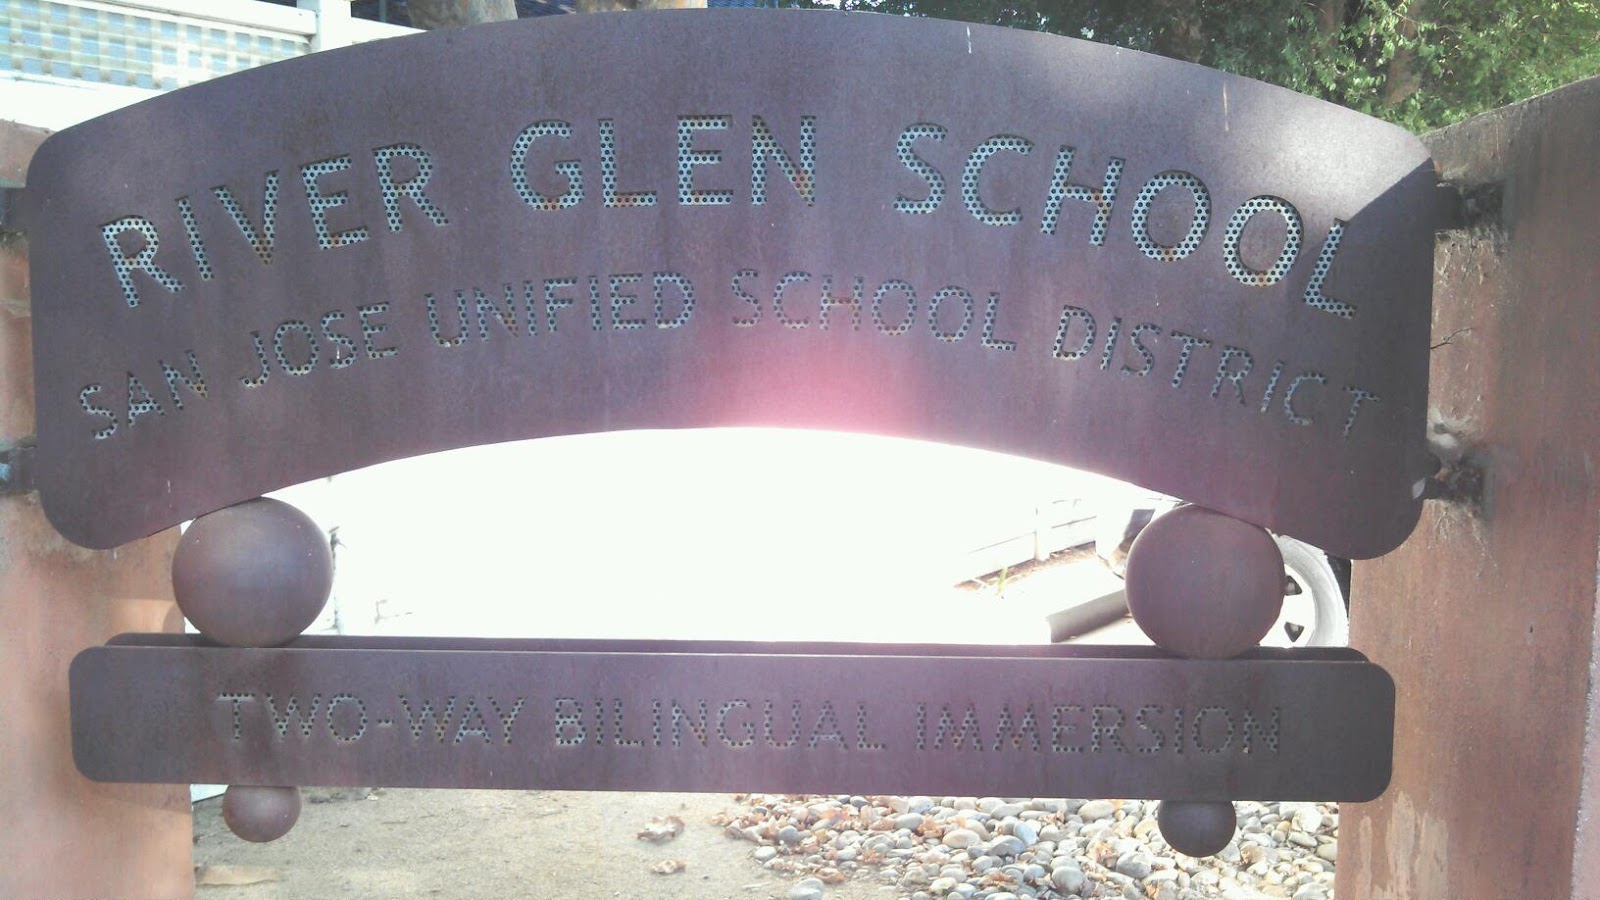 RIVER GLEN SCHOOL
SAN JOSE UNIFIED SCHOOL DISTRICT
TWO-WAY BILINGUAL IMMERSION